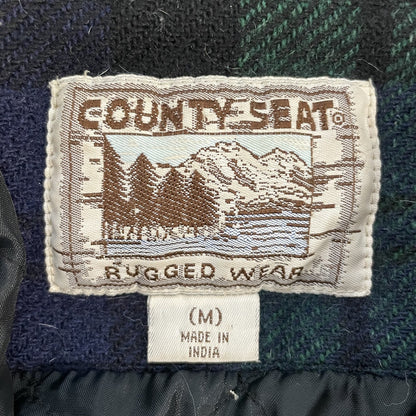 COUNTY SEAT®
RUGGED WEAR
(M)
MADE IN
INDIA